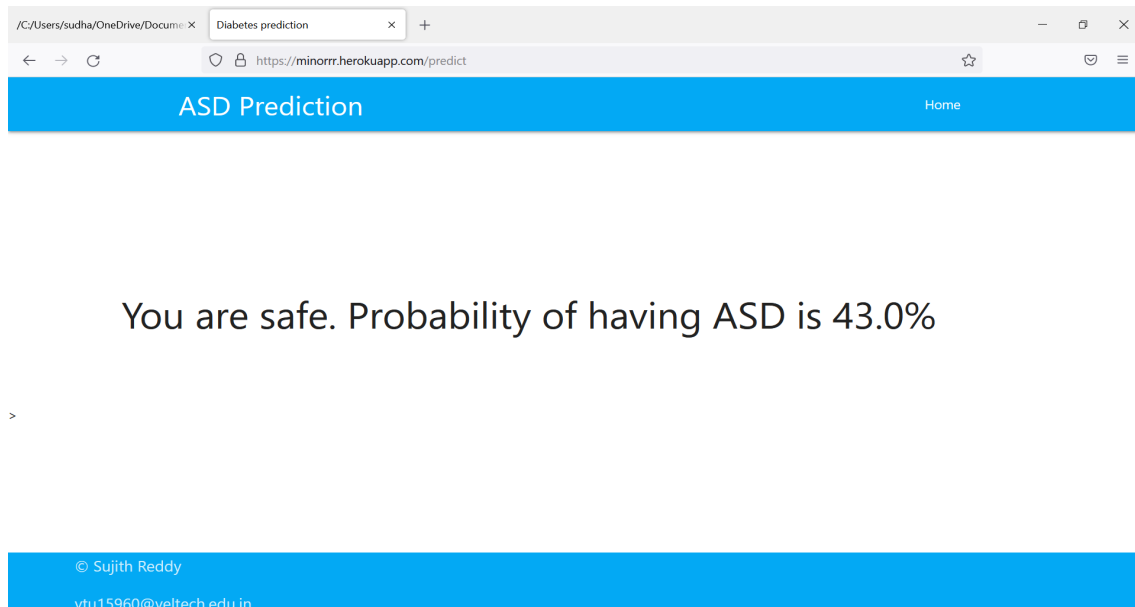 /C:/Users/sudha/OneDrive/Docume
Diabetes prediction
https://minorrr.herokuapp.com/predict
ASD Prediction
Home
You are safe. Probability of having ASD is 43.0%
>
© Sujith Reddy
vtu15960@veltech.edu.in